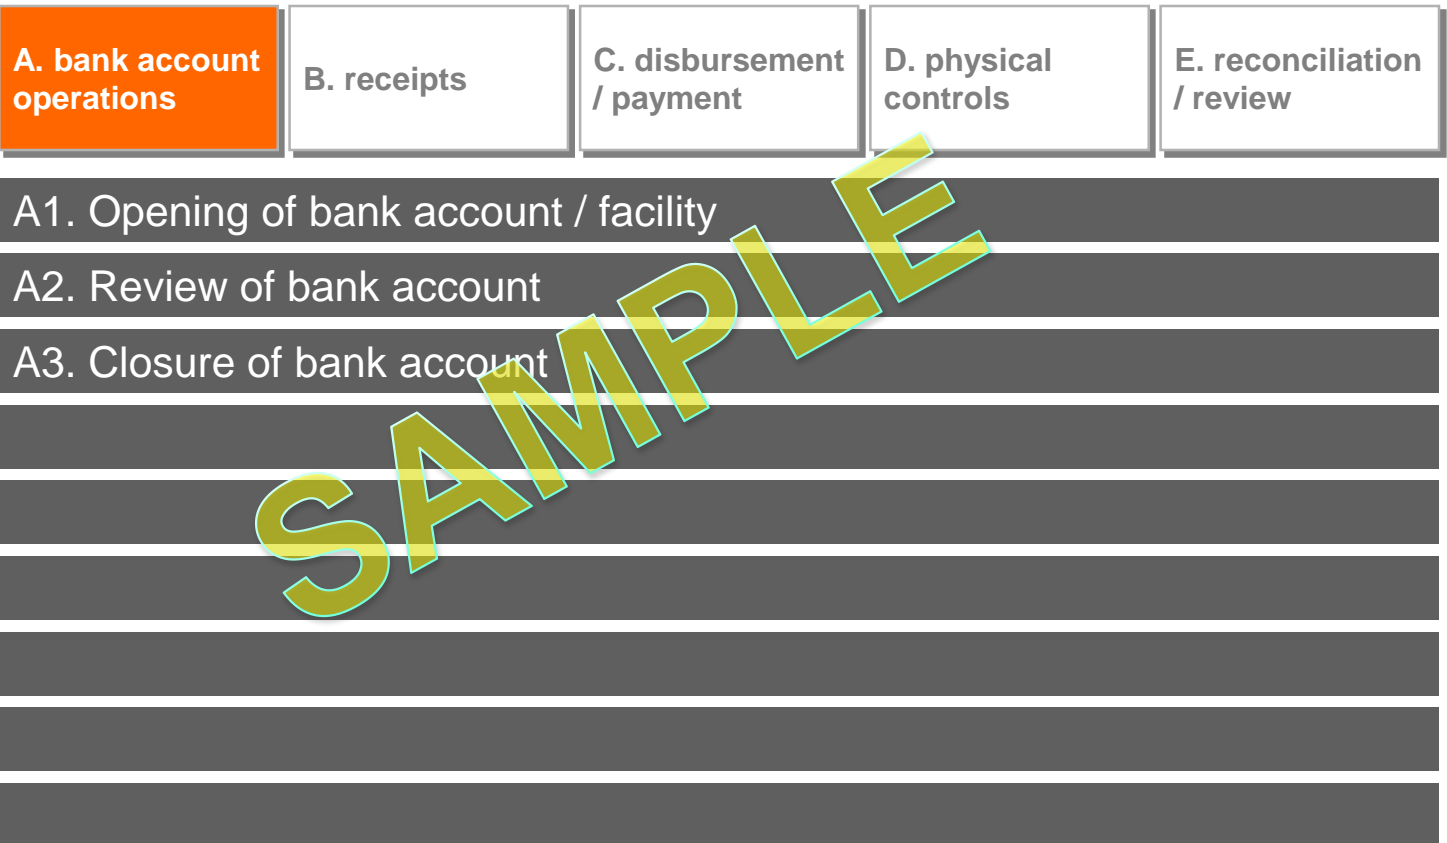 A. bank account
operations
B. receipts
C. disbursement
/ payment
D. physical
controls
E. reconciliation
/ review
A1. Opening of bank account / facility
A2. Review of bank account
A3. Closure of bank account
SAMPLE